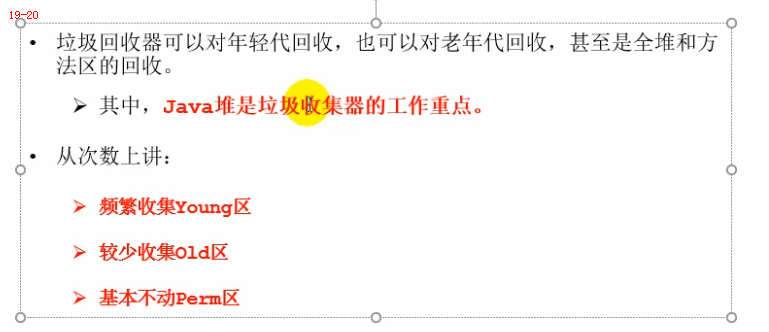 19-20
• 垃圾回收器可以对年轻代回收，也可以对老年代回收，甚至是全堆和方
法区的回收。
➢ 其中，Java堆是垃圾收集器的工作重点。
• 从次数上讲：
➢ 频繁收集Young区
➢ 较少收集Old区
➢ 基本不动Perm区